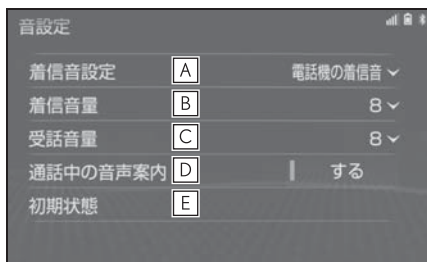 音設定
着信音設定 A 電話機の着信音
着信音量 B 8
受話音量 C 8
通話中の音声案内 D する
初期状態 E